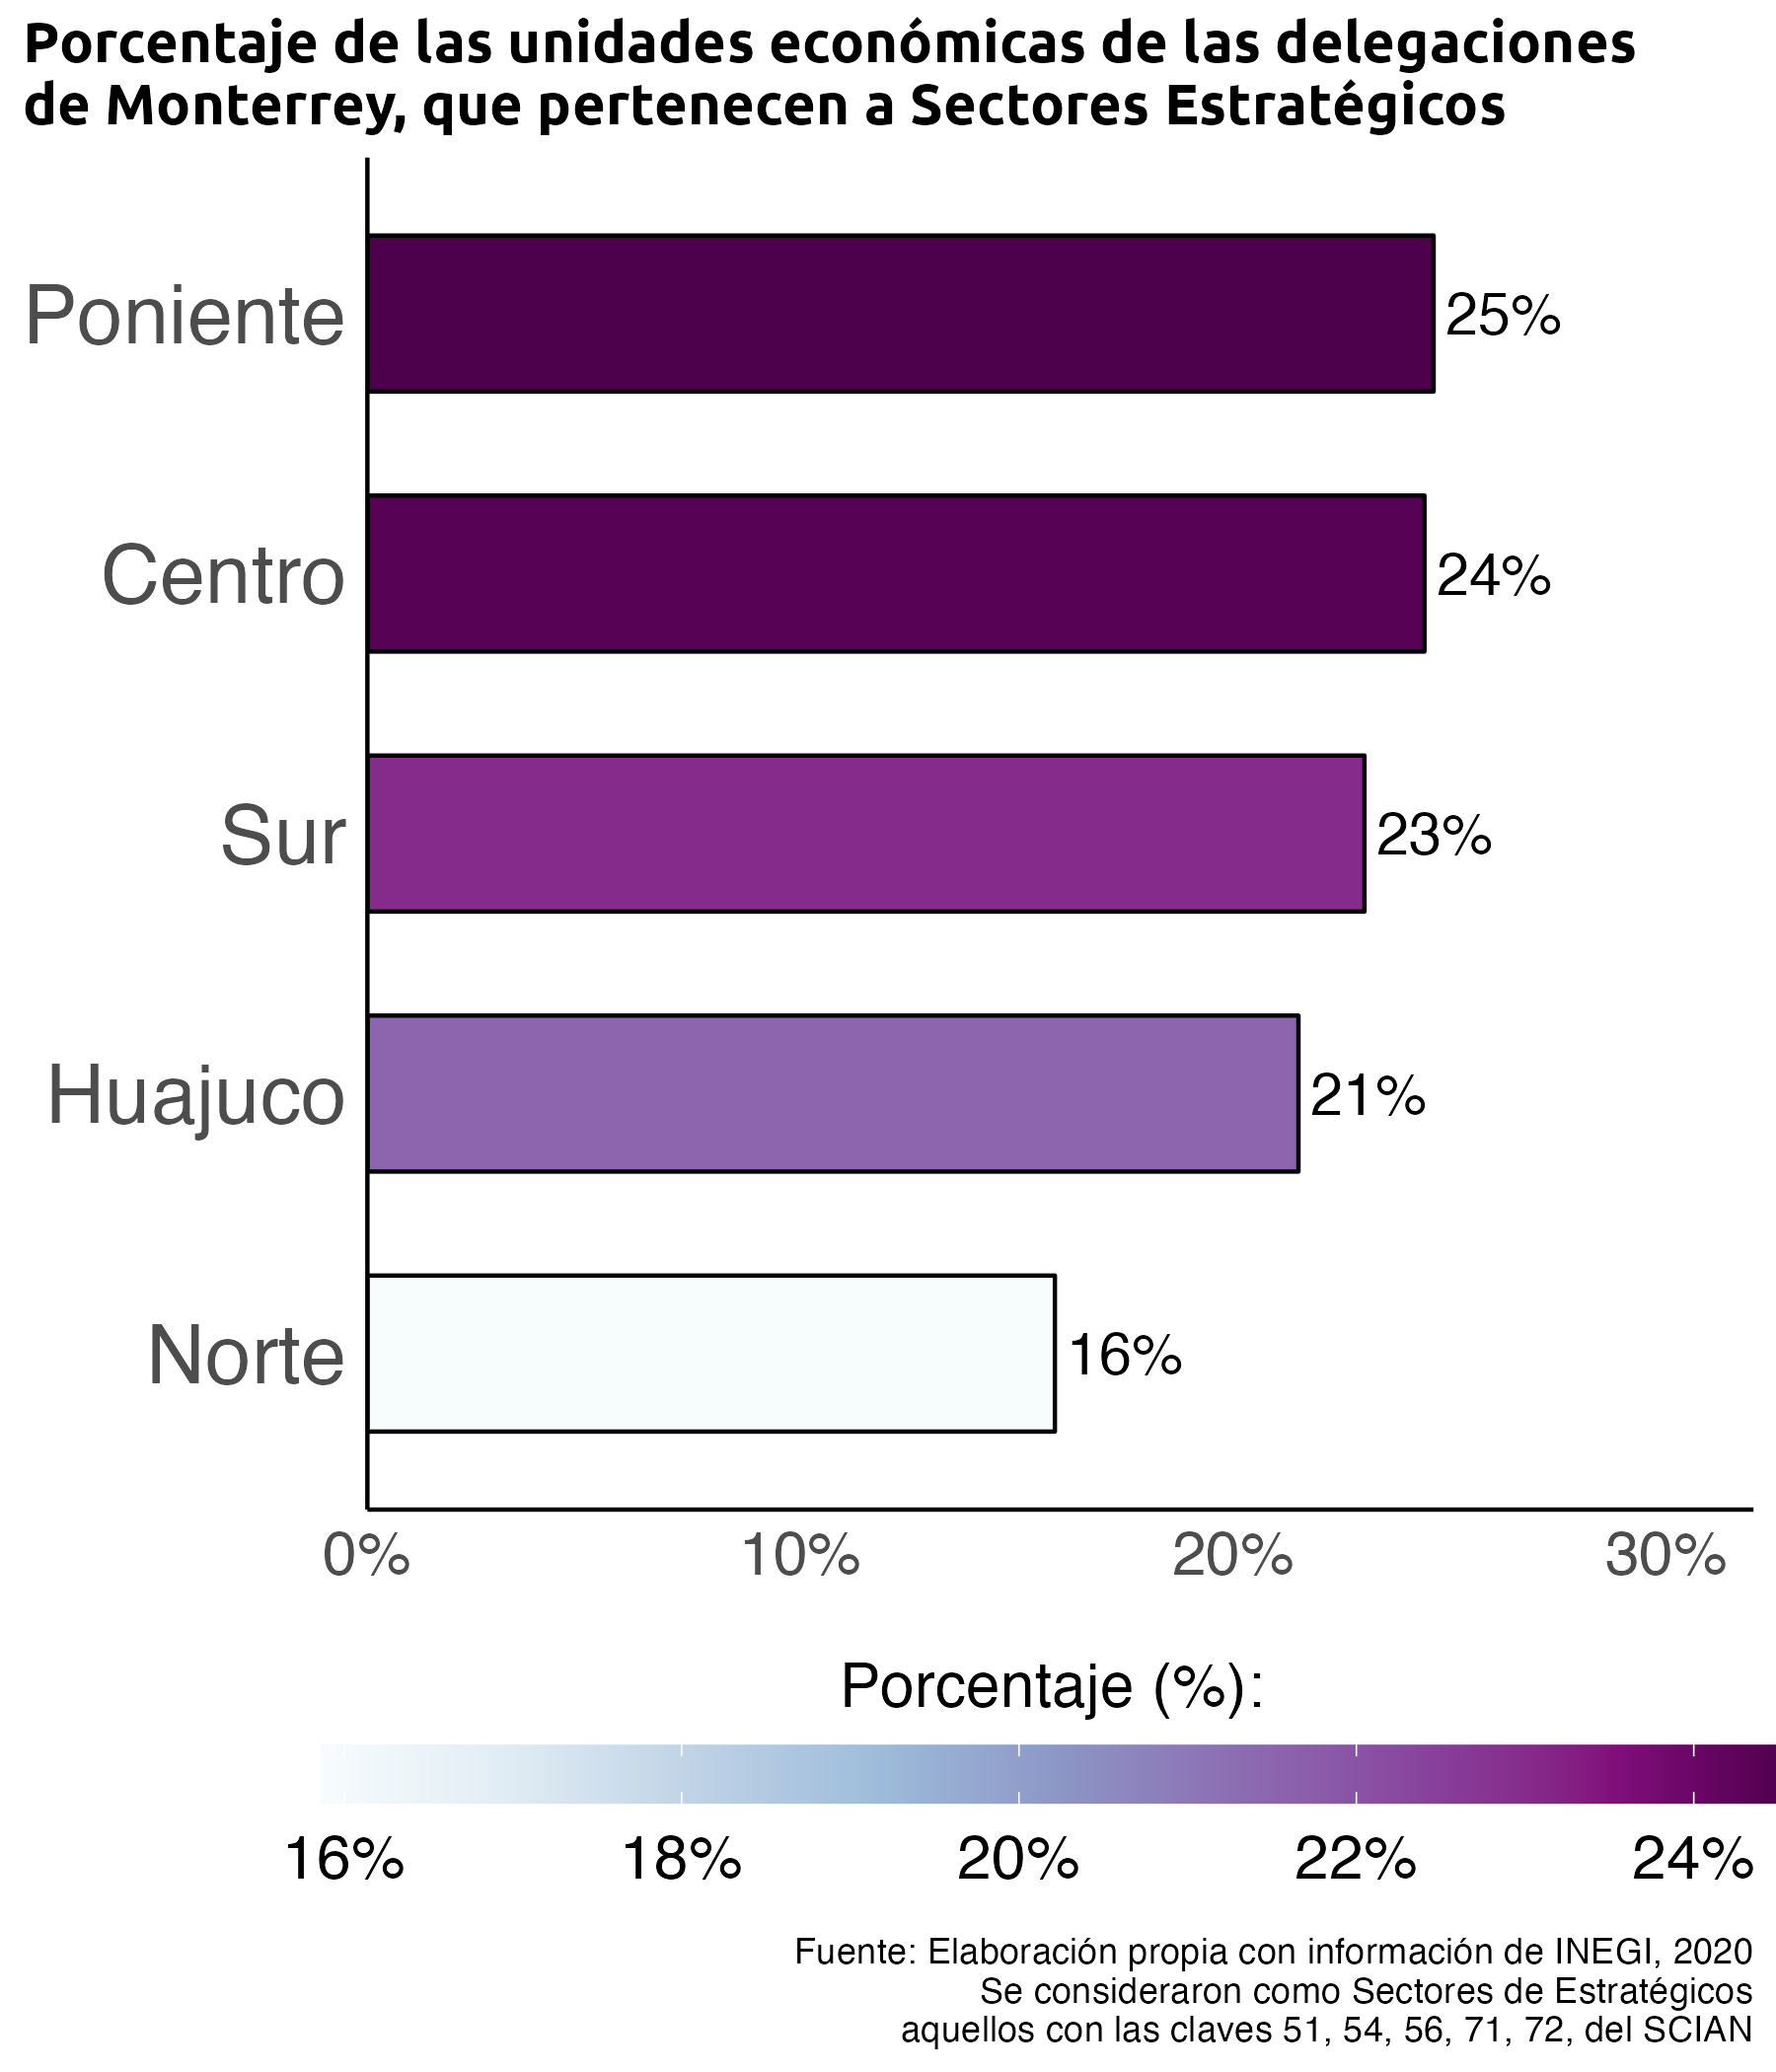 Porcentaje de las unidades económicas de las delegaciones
de Monterrey, que pertenecen a Sectores Estratégicos
Poniente
25%
Centro
24%
Sur
23%
Huajuco
21%
Norte
16%
0%
10%
20%
30%
Porcentaje (%):
16%
18%
20%
22%
24%
Fuente: Elaboración propia con información de INEGI, 2020
Se consideraron como Sectores de Estratégicos
aquellos con las claves 51, 54, 56, 71, 72, del SCIAN